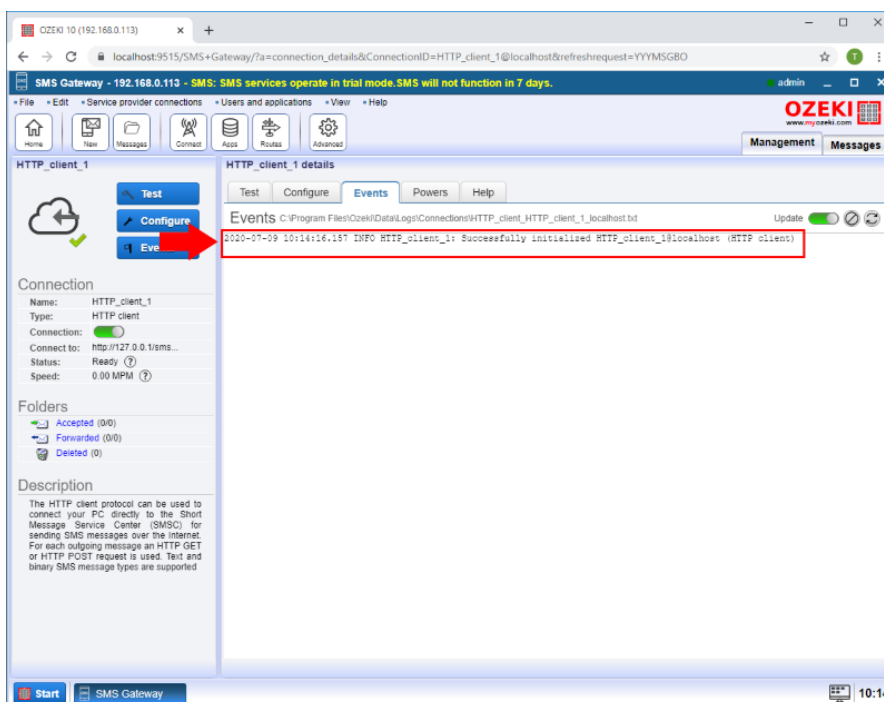 OZEKI 10 (192.168.0.113)
localhost:9515/SMS+Gateway/?a=connection_details&ConnectionID=HTTP_client_1@localhost&refreshrequest=YYYMSGBO
T
SMS Gateway - 192.168.0.113 - SMS: SMS services operate in trial mode.SMS will not function in 7 days.
admin
File Edit Service provider connections Users and applications View Help
OZEKI
www.myozeki.com
Home New Messages Connect Apps Routes Advanced
Management Messages
HTTP_client_1
HTTP_client_1 details
Test
Configure
Eve
Test Configure Events Powers Help
Events C:\Program Files\Ozeki\Data\Logs\Connections\HTTP_client_HTTP_client_1_localhost.txt Update
2020-07-09 10:14:16.157 INFO HTTP_client_1: Successfully initialized HTTP_client_1@localhost (HTTP client)
Connection
Name: HTTP_client_1
Type: HTTP client
Connection:
Connect to: http://127.0.0.1/sms...
Status: Ready (?)
Speed: 0.00 MPM (?)
Folders
Accepted (0/0)
Forwarded (0/0)
Deleted (0)
Description
The HTTP client protocol can be used to
connect your PC directly to the Short
Message Service Center (SMSC) for
sending SMS messages over the Internet.
For each outgoing message an HTTP GET
or HTTP POST request is used. Text and
binary SMS message types are supported
Start SMS Gateway
10:14